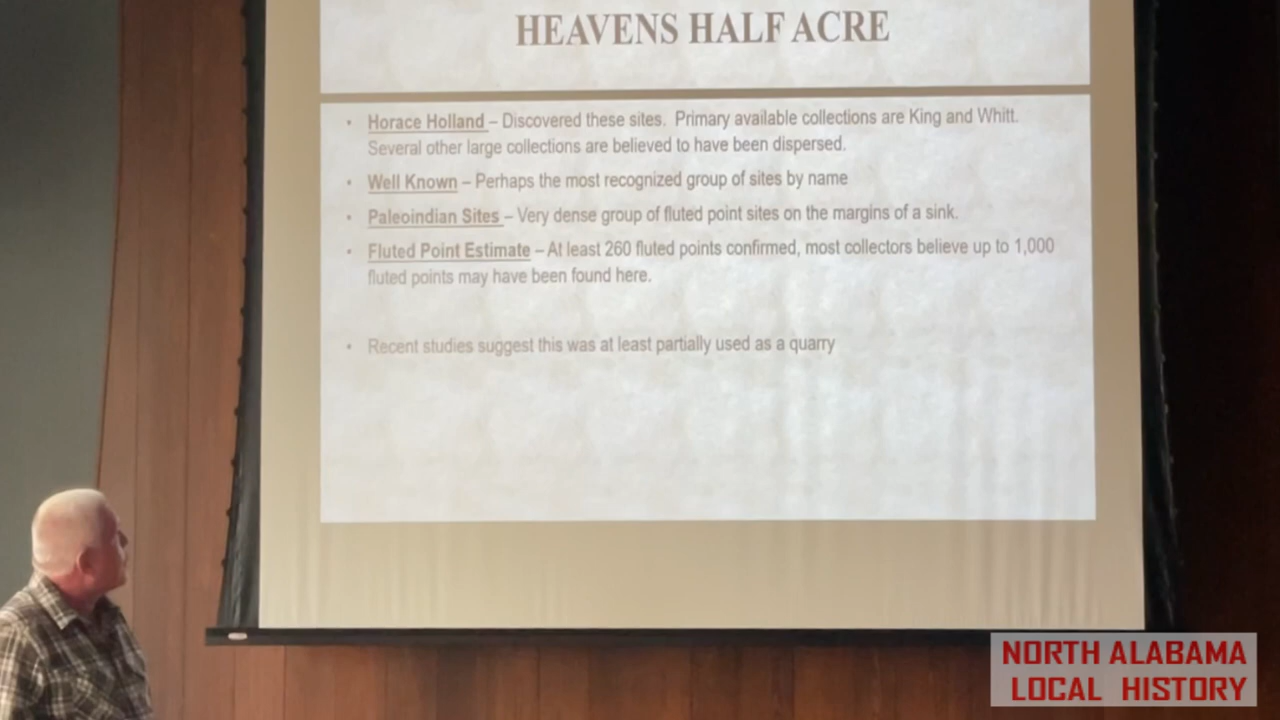 HEAVENS HALF ACRE
• Horace Holland – Discovered these sites. Primary available collections are King and Whitt.
Several other large collections are believed to have been dispersed.
• Well Known – Perhaps the most recognized group of sites by name
• Paleoindian Sites – Very dense group of fluted point sites on the margins of a sink.
• Fluted Point Estimate – At least 260 fluted points confirmed, most collectors believe up to 1,000
fluted points may have been found here.
• Recent studies suggest this was at least partially used as a quarry
NORTH ALABAMA
LOCAL HISTORY